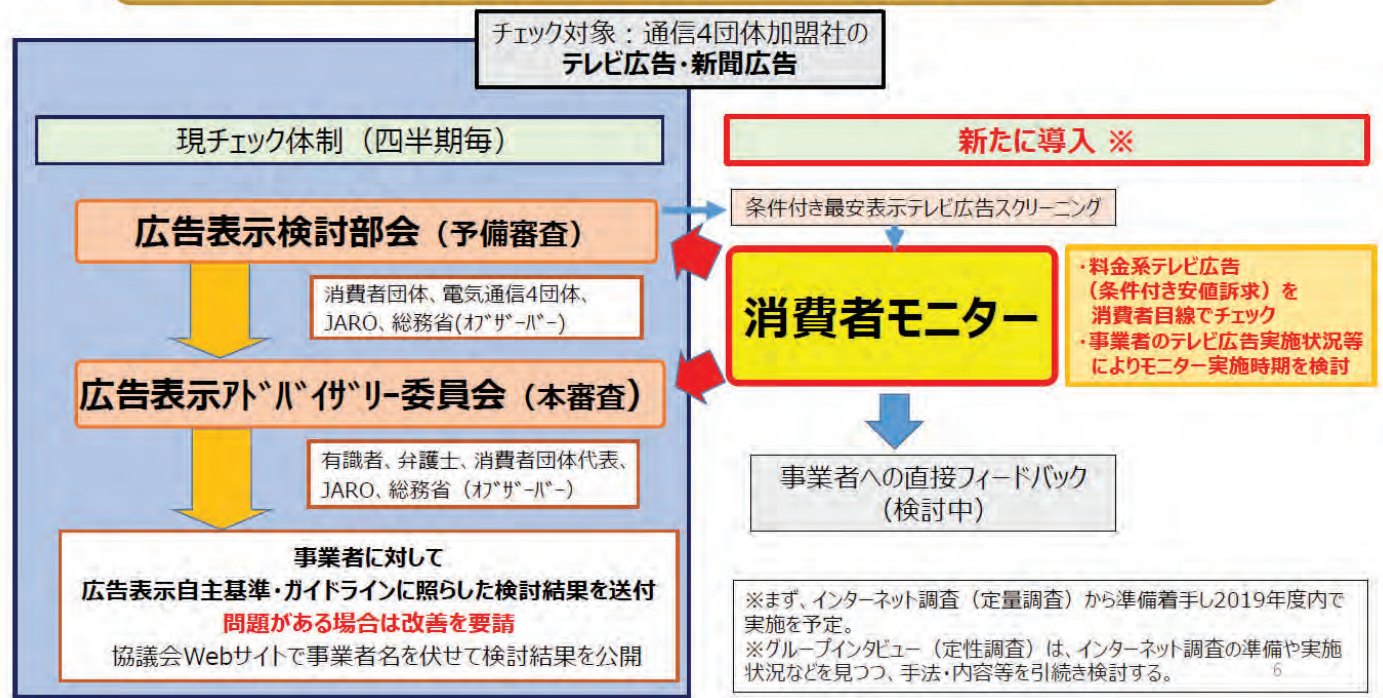 チェック対象：通信4団体加盟社の
テレビ広告・新聞広告
現チェック体制（四半期毎）
広告表示検討部会（予備審査）
消費者団体、電気通信4団体、
JARO、総務省(ｵﾌﾞｻﾞｰﾊﾞｰ)
広告表示ｱﾄﾞﾊﾞｲｻﾞﾘｰ委員会（本審査）
有識者、弁護士、消費者団体代表、
JARO、総務省（ｵﾌﾞｻﾞｰﾊﾞｰ）
事業者に対して
広告表示自主基準・ガイドラインに照らした検討結果を送付
問題がある場合は改善を要請
協議会Webサイトで事業者名を伏せて検討結果を公開
新たに導入 ※
条件付き最安表示テレビ広告スクリーニング
消費者モニター
・料金系テレビ広告
（条件付き安値訴求）を
消費者目線でチェック
・事業者のテレビ広告実施状況等
によりモニター実施時期を検討
事業者への直接フィードバック
（検討中）
※まず、インターネット調査（定量調査）から準備着手し2019年度内で
実施を予定。
※グループインタビュー（定性調査）は、インターネット調査の準備や実施
状況などを見つつ、手法・内容等を引続き検討する。
6